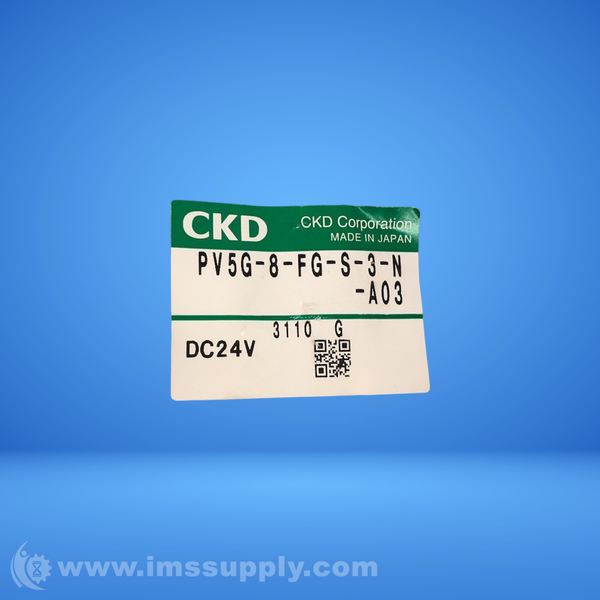 CKD
CKD Corporation
MADE IN JAPAN
PV5G-8-FG-S-3-N
-A03
3110 G
DC24V
www.imssupply.com